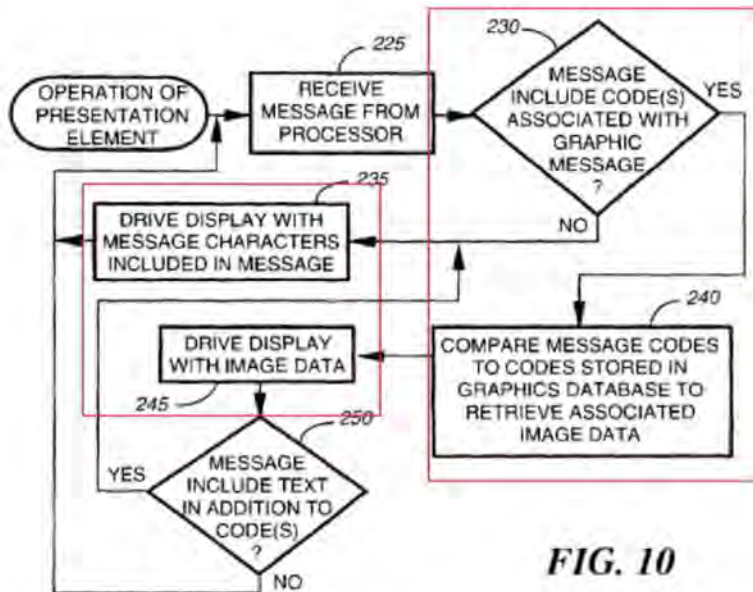 225
230
OPERATION OF
PRESENTATION
ELEMENT
RECEIVE
MESSAGE FROM
PROCESSOR
MESSAGE
INCLUDE CODE(S)
ASSOCIATED WITH
GRAPHIC
MESSAGE
?
YES
NO
235
DRIVE DISPLAY WITH
MESSAGE CHARACTERS
INCLUDED IN MESSAGE
240
DRIVE DISPLAY
WITH IMAGE DATA
245
COMPARE MESSAGE CODES
TO CODES STORED IN
GRAPHICS DATABASE TO
RETRIEVE ASSOCIATED
IMAGE DATA
250
YES
MESSAGE
INCLUDE TEXT
IN ADDITION TO
CODE(S)
?
NO
FIG. 10